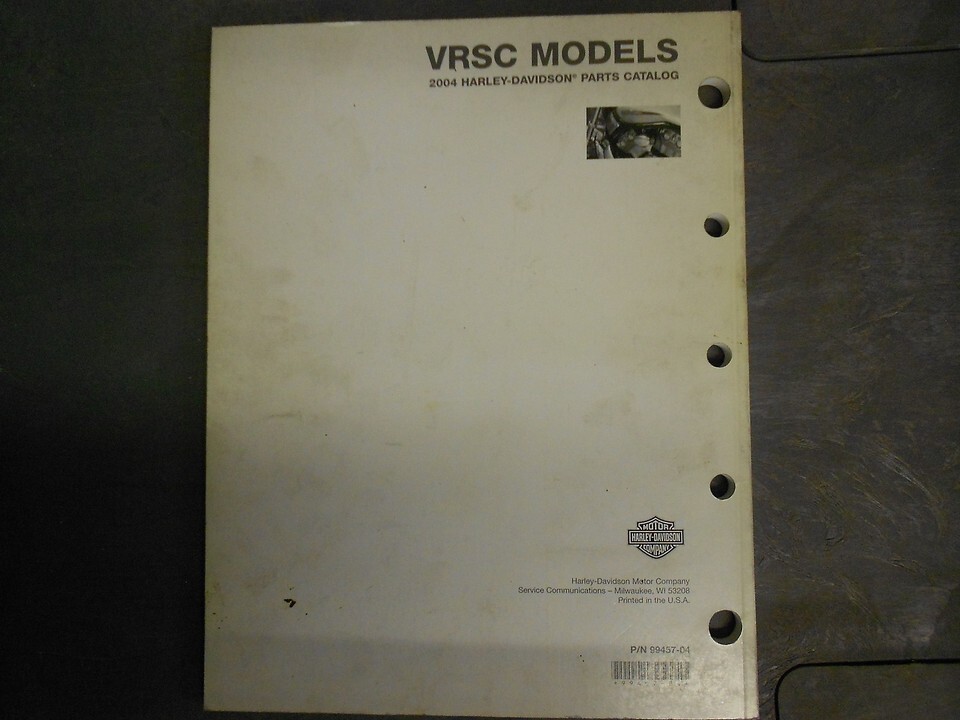 VRSC MODELS
2004 HARLEY-DAVIDSON® PARTS CATALOG
MOTOR
HARLEY-DAVIDSON
COMPANY
Harley-Davidson Motor Company
Service Communications – Milwaukee, WI 53208
Printed in the U.S.A.
P/N 99457-04